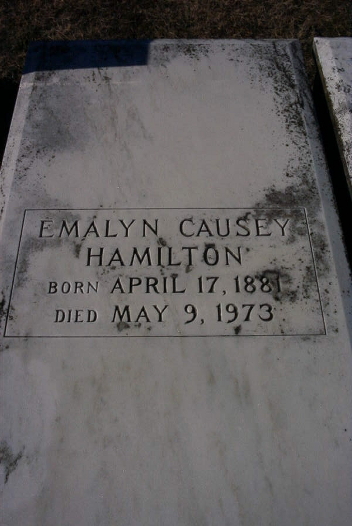 EMALYN CAUSEY
HAMILTON
BORN APRIL 17, 1881
DIED MAY 9, 1973